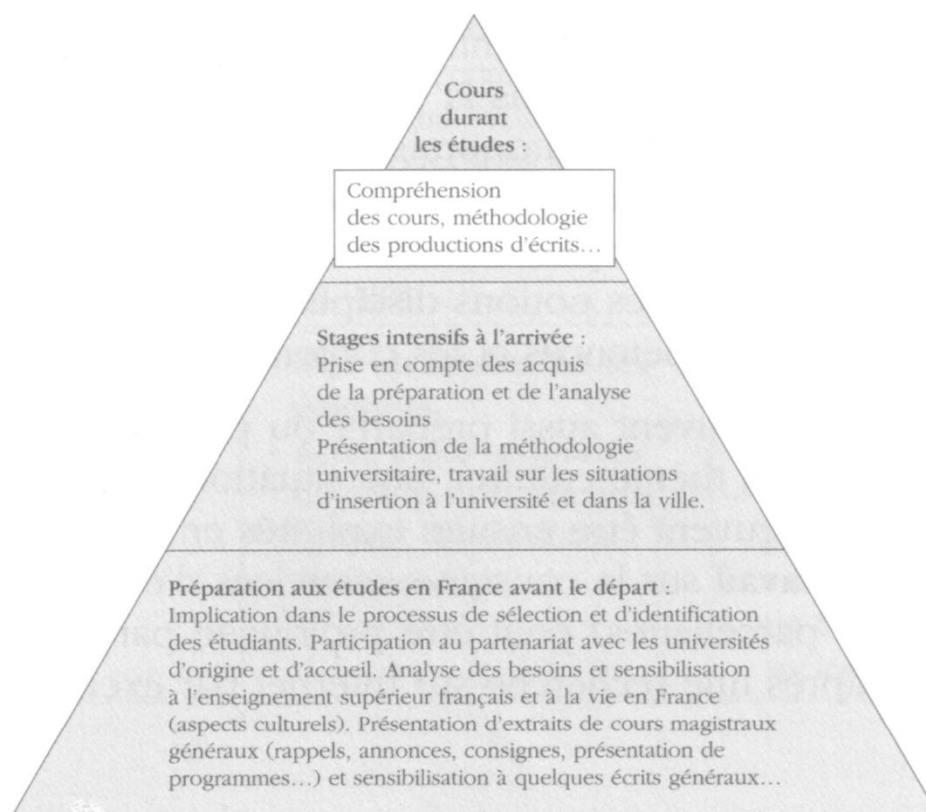 Cours
durant
les études :
Compréhension
des cours, méthodologie
des productions d'écrits…
Stages intensifs à l'arrivée :
Prise en compte des acquis
de la préparation et de l'analyse
des besoins
Présentation de la méthodologie
universitaire, travail sur les situations
d'insertion à l'université et dans la ville.
Préparation aux études en France avant le départ :
Implication dans le processus de sélection et d'identification
des étudiants. Participation au partenariat avec les universités
d'origine et d'accueil. Analyse des besoins et sensibilisation
à l'enseignement supérieur français et à la vie en France
(aspects culturels). Présentation d'extraits de cours magistraux
généraux (rappels, annonces, consignes, présentation de
programmes…) et sensibilisation à quelques écrits généraux…